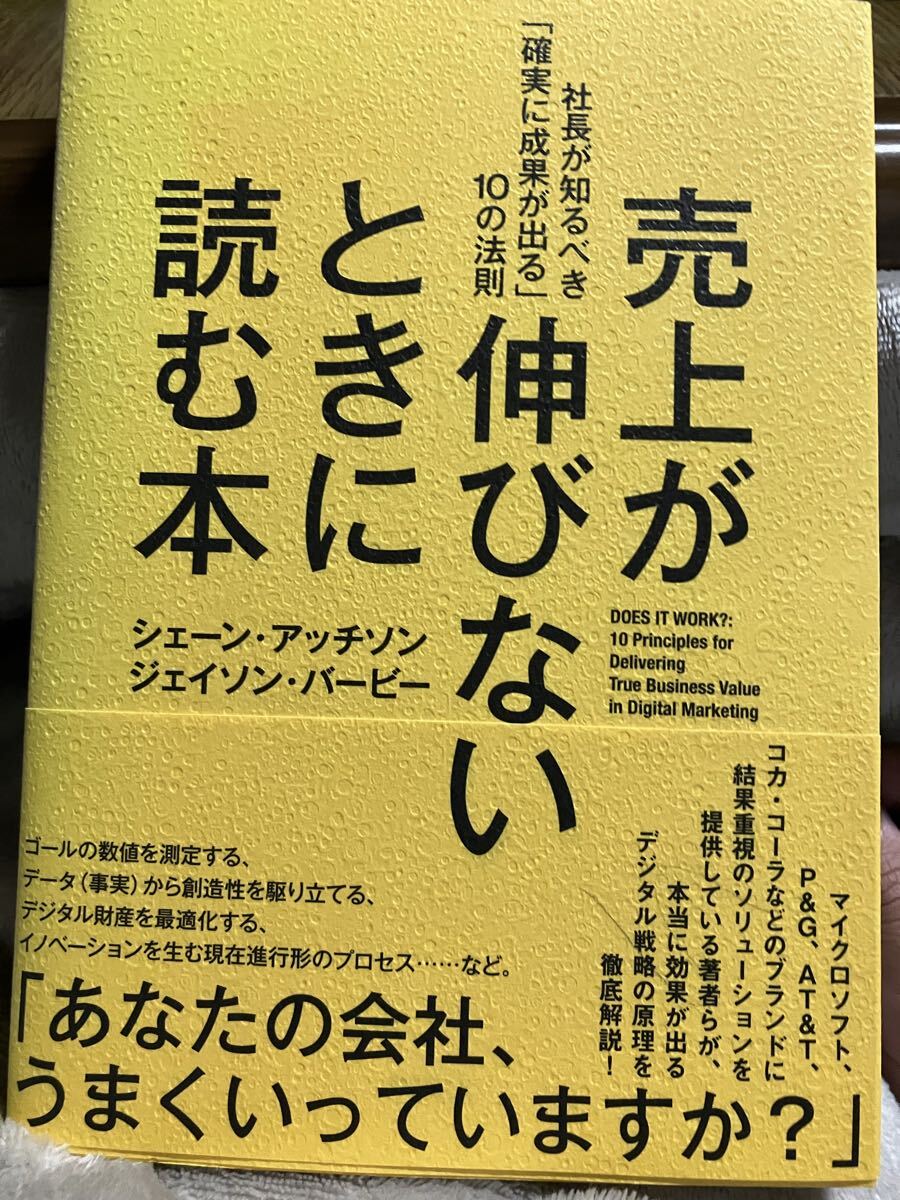 売上が
伸びない
ときに
読む本
社長が知るべき
「確実に成果が出る」
10の法則
シェーン・アッチソン
ジェイソン・バービー
DOES IT WORK?:
10 Principles for
Delivering
True Business Value
in Digital Marketing
マイクロソフト、
P&G、AT&T、
コカ・コーラなどのブランドに
結果重視のソリューションを
提供している著者らが、
本当に効果が出る
デジタル戦略の原理を
徹底解説！
ゴールの数値を測定する、
データ（事実）から創造性を駆り立てる、
デジタル財産を最適化する、
イノベーションを生む現在進行形のプロセス……など。
「あなたの会社、
うまくいっていますか？」